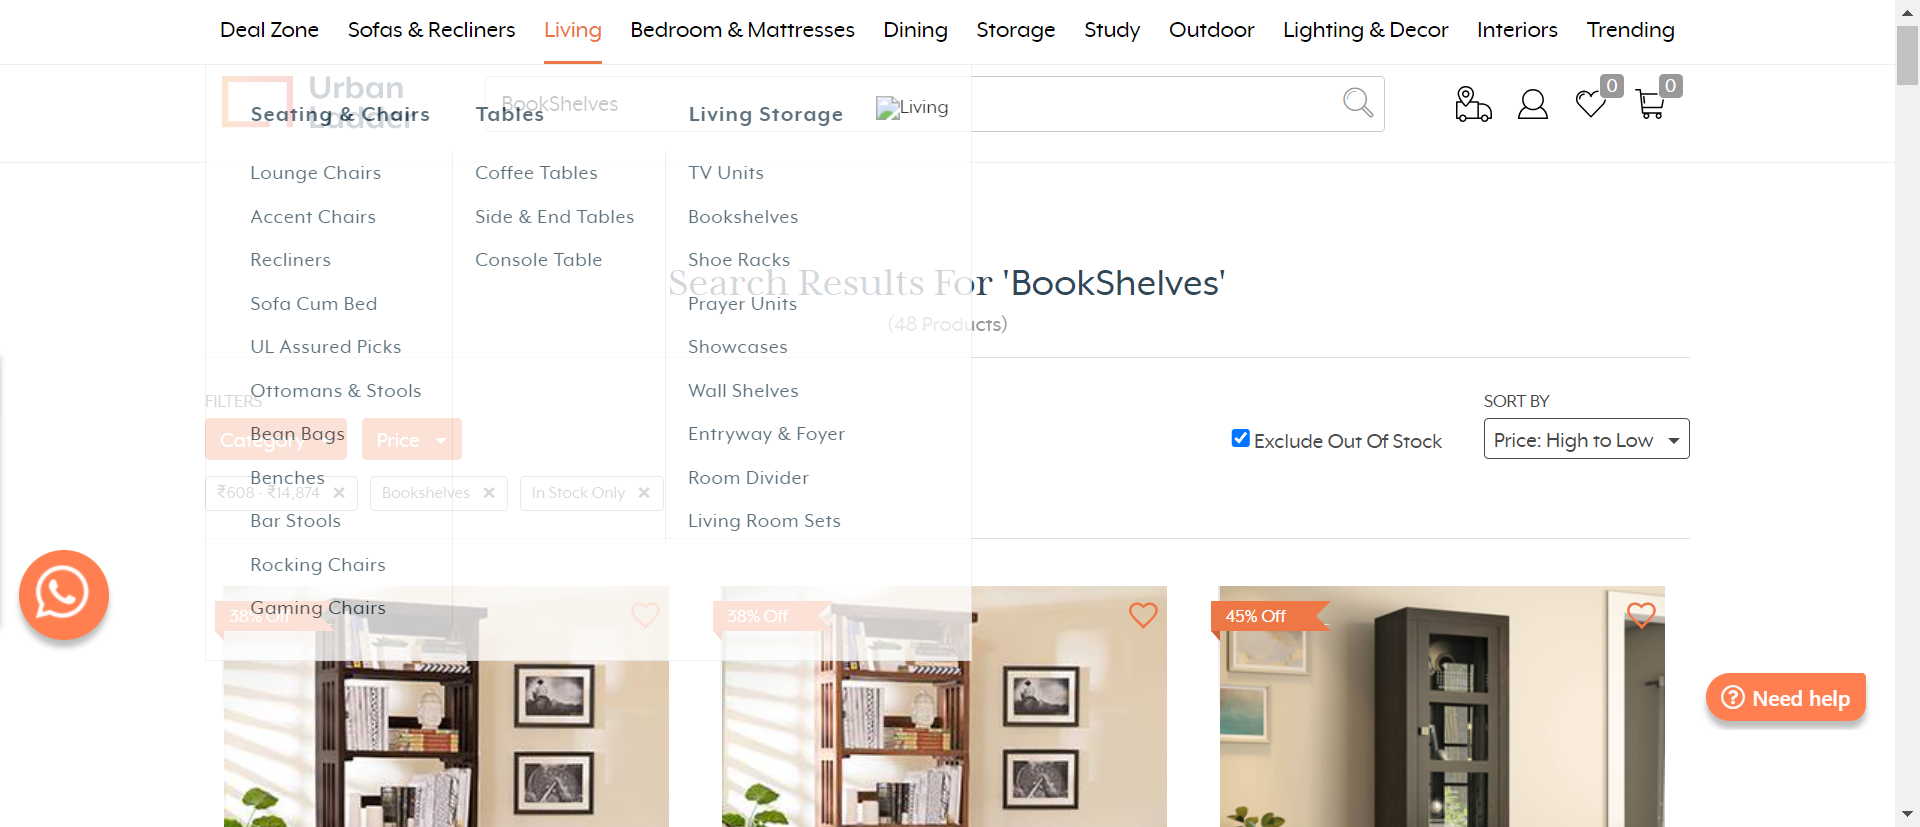 Deal Zone Sofas & Recliners Living Bedroom & Mattresses Dining Storage Study Outdoor Lighting & Decor Interiors Trending
Urban
Ladder
BookShelves
0
0
Seating & Chairs
Lounge Chairs
Accent Chairs
Recliners
Sofa Cum Bed
UL Assured Picks
Ottomans & Stools
Bean Bags
Benches
Bar Stools
Rocking Chairs
Gaming Chairs
Tables
Coffee Tables
Side & End Tables
Console Table
Living Storage
TV Units
Bookshelves
Shoe Racks
Prayer Units
Showcases
Wall Shelves
Entryway & Foyer
Room Divider
Living Room Sets
Living
Search Results For 'BookShelves'
(48 Products)
FILTERS
Category
Price
₹608 - ₹14,874
Bookshelves
In Stock Only
Exclude Out Of Stock
SORT BY
Price: High to Low
38% Off
38% Off
45% Off
Need help